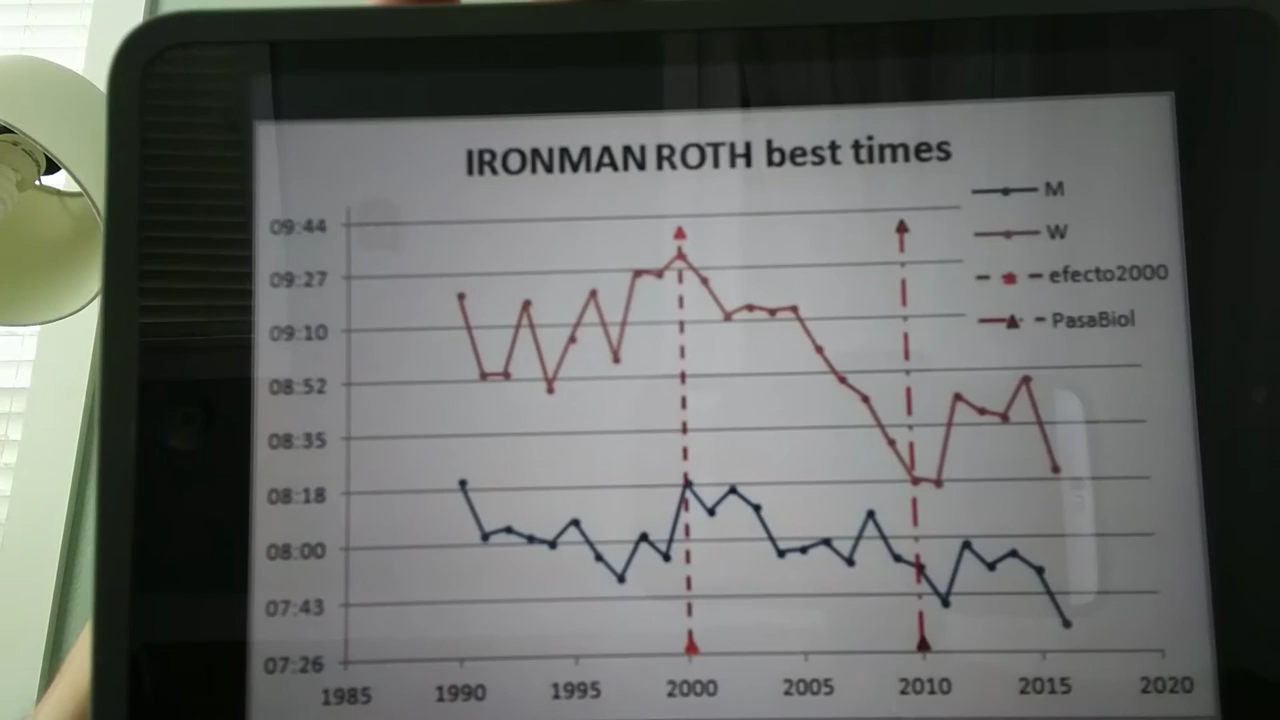 IRONMAN ROTH best times
M
W
efecto2000
PasaBiol
09:44
09:27
09:10
08:52
08:35
08:18
08:00
07:43
07:26
1985 1990 1995 2000 2005 2010 2015 2020